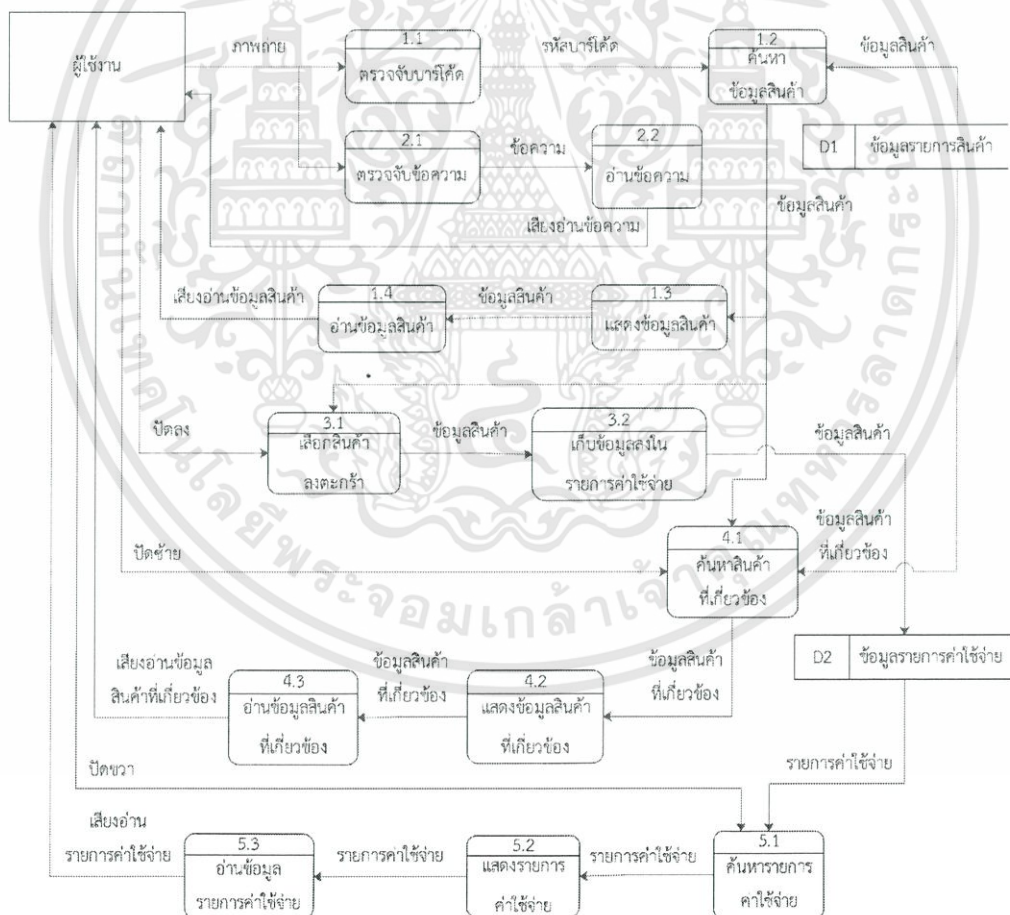 ผู้ใช้งาน
ภาพถ่าย
1.1
ตรวจจับบาร์โค้ด
รหัสบาร์โค้ด
1.2
ค้นหา
ข้อมูลสินค้า
ข้อมูลสินค้า
2.1
ตรวจจับข้อความ
ข้อความ
2.2
อ่านข้อความ
D1
ข้อมูลรายการสินค้า
เสียงอ่านข้อความ
ข้อมูลสินค้า
เสียงอ่านข้อมูลสินค้า
1.4
อ่านข้อมูลสินค้า
ข้อมูลสินค้า
1.3
แสดงข้อมูลสินค้า
ปัดลง
3.1
เลือกสินค้า
ลงตะกร้า
ข้อมูลสินค้า
3.2
เก็บข้อมูลลงใน
รายการค่าใช้จ่าย
ข้อมูลสินค้า
ปัดซ้าย
4.1
ค้นหาสินค้า
ที่เกี่ยวข้อง
ข้อมูลสินค้า
ที่เกี่ยวข้อง
D2
ข้อมูลรายการค่าใช้จ่าย
เสียงอ่านข้อมูล
สินค้าที่เกี่ยวข้อง
4.3
อ่านข้อมูลสินค้า
ที่เกี่ยวข้อง
ข้อมูลสินค้า
ที่เกี่ยวข้อง
4.2
แสดงข้อมูลสินค้า
ที่เกี่ยวข้อง
ข้อมูลสินค้า
ที่เกี่ยวข้อง
ปัดขวา
รายการค่าใช้จ่าย
เสียงอ่าน
รายการค่าใช้จ่าย
5.3
อ่านข้อมูล
รายการค่าใช้จ่าย
รายการค่าใช้จ่าย
5.2
แสดงรายการ
ค่าใช้จ่าย
รายการค่าใช้จ่าย
5.1
ค้นหารายการ
ค่าใช้จ่าย